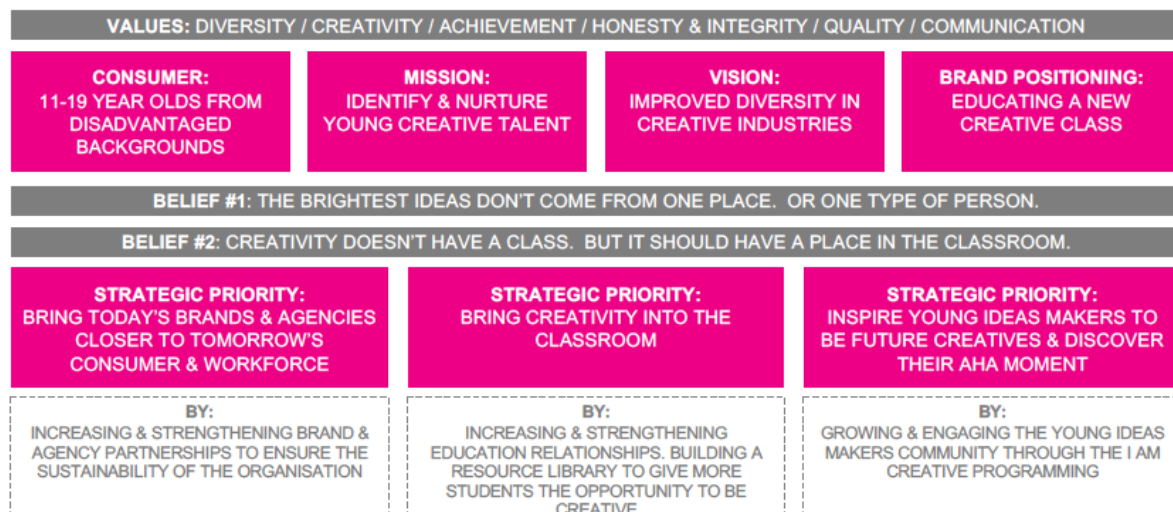 VALUES: DIVERSITY / CREATIVITY / ACHIEVEMENT / HONESTY & INTEGRITY / QUALITY / COMMUNICATION
CONSUMER:
11-19 YEAR OLDS FROM
DISADVANTAGED
BACKGROUNDS
MISSION:
IDENTIFY & NURTURE
YOUNG CREATIVE TALENT
VISION:
IMPROVED DIVERSITY IN
CREATIVE INDUSTRIES
BRAND POSITIONING:
EDUCATING A NEW
CREATIVE CLASS
BELIEF #1: THE BRIGHTEST IDEAS DON'T COME FROM ONE PLACE. OR ONE TYPE OF PERSON.
BELIEF #2: CREATIVITY DOESN'T HAVE A CLASS. BUT IT SHOULD HAVE A PLACE IN THE CLASSROOM.
STRATEGIC PRIORITY:
BRING TODAY'S BRANDS & AGENCIES
CLOSER TO TOMORROW'S
CONSUMER & WORKFORCE
STRATEGIC PRIORITY:
BRING CREATIVITY INTO THE
CLASSROOM
STRATEGIC PRIORITY:
INSPIRE YOUNG IDEAS MAKERS TO
BE FUTURE CREATIVES & DISCOVER
THEIR AHA MOMENT
BY:
INCREASING & STRENGTHENING BRAND &
AGENCY PARTNERSHIPS TO ENSURE THE
SUSTAINABILITY OF THE ORGANISATION
BY:
INCREASING & STRENGTHENING
EDUCATION RELATIONSHIPS. BUILDING A
RESOURCE LIBRARY TO GIVE MORE
STUDENTS THE OPPORTUNITY TO BE
CREATIVE
BY:
GROWING & ENGAGING THE YOUNG IDEAS
MAKERS COMMUNITY THROUGH THE I AM
CREATIVE PROGRAMMING